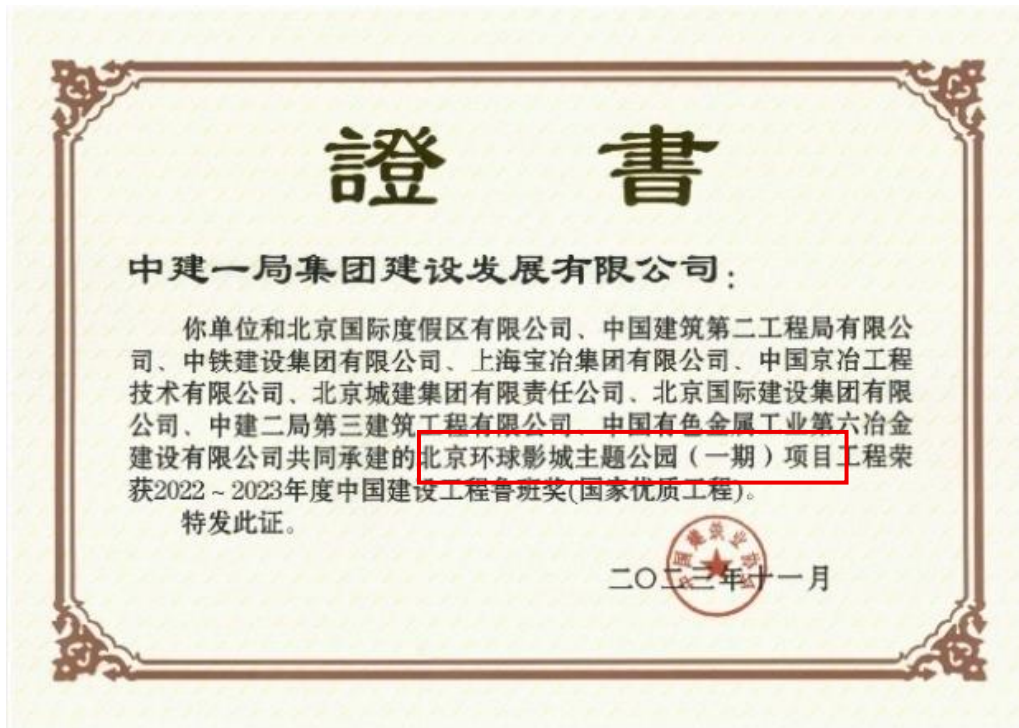 證書
中建一局集团建设发展有限公司：
你单位和北京国际度假区有限公司、中国建筑第二工程局有限公
司、中铁建设集团有限公司、上海宝冶集团有限公司、中国京冶工程
技术有限公司、北京城建集团有限责任公司、北京国际建设集团有限
公司、中建二局第三建筑工程有限公司、中国有色金属工业第六冶金
建设有限公司共同承建的北京环球影城主题公园（一期）项目工程荣
获2022～2023年度中国建设工程鲁班奖(国家优质工程)。
特发此证。
中国建筑业协会
二〇二三年十一月